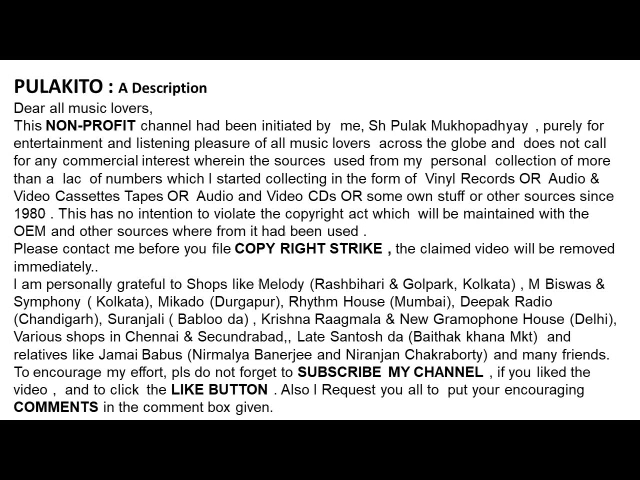 PULAKITO : A Description
Dear all music lovers,
This NON-PROFIT channel had been initiated by me, Sh Pulak Mukhopadhyay , purely for
entertainment and listening pleasure of all music lovers across the globe and does not call
for any commercial interest wherein the sources used from my personal collection of more
than a lac of numbers which I started collecting in the form of Vinyl Records OR Audio &
Video Cassettes Tapes OR Audio and Video CDs OR some own stuff or other sources since
1980 . This has no intention to violate the copyright act which will be maintained with the
OEM and other sources where from it had been used .
Please contact me before you file COPY RIGHT STRIKE , the claimed video will be removed
immediately..
I am personally grateful to Shops like Melody (Rashbihari & Golpark, Kolkata) , M Biswas &
Symphony ( Kolkata), Mikado (Durgapur), Rhythm House (Mumbai), Deepak Radio
(Chandigarh), Suranjali ( Babloo da) , Krishna Raagmala & New Gramophone House (Delhi),
Various shops in Chennai & Secundrabad,, Late Santosh da (Baithak khana Mkt) and
relatives like Jamai Babus (Nirmalya Banerjee and Niranjan Chakraborty) and many friends.
To encourage my effort, pls do not forget to SUBSCRIBE MY CHANNEL , if you liked the
video , and to click the LIKE BUTTON . Also I Request you all to put your encouraging
COMMENTS in the comment box given.